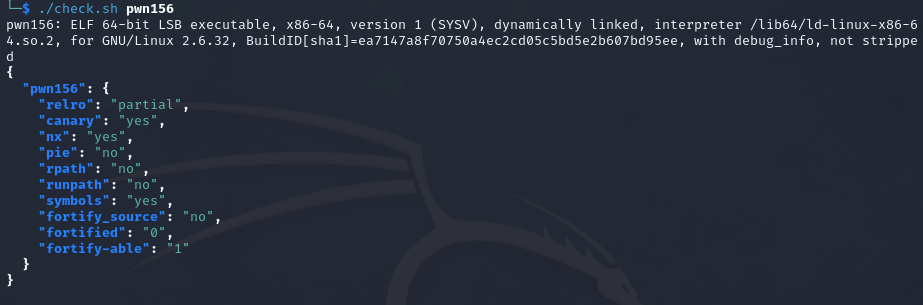 └─$ ./check.sh pwn156
pwn156: ELF 64-bit LSB executable, x86-64, version 1 (SYSV), dynamically linked, interpreter /lib64/ld-linux-x86-6
4.so.2, for GNU/Linux 2.6.32, BuildID[sha1]=ea7147a8f70750a4ec2cd05c5bd5e2b607bd95ee, with debug_info, not strippe
d
{
  "pwn156": {
    "relro": "partial",
    "canary": "yes",
    "nx": "yes",
    "pie": "no",
    "rpath": "no",
    "runpath": "no",
    "symbols": "yes",
    "fortify_source": "no",
    "fortified": "0",
    "fortify-able": "1"
  }
}